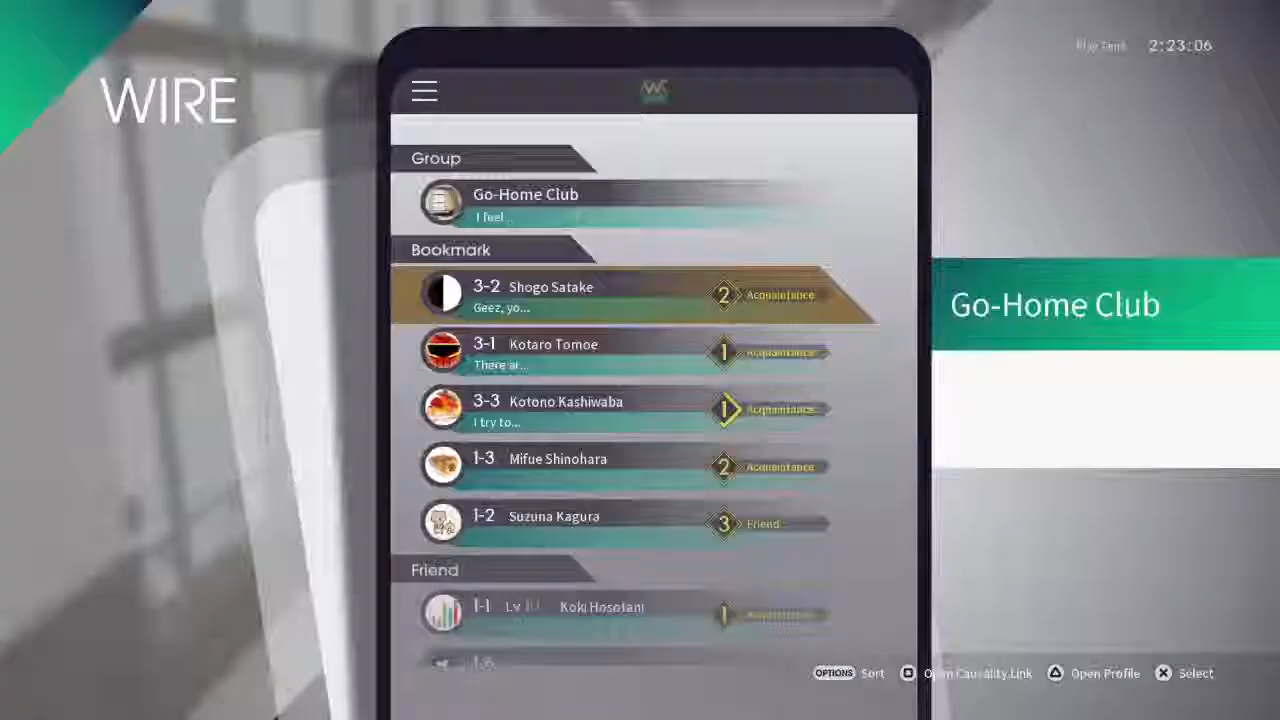 Play Time 2:23:06
WIRE
Group
Go-Home Club
I feel...
Bookmark
3-2 Shogo Satake 2 Acquaintance
Geez, yo...
3-1 Kotaro Tomoe 1 Acquaintance
There ar...
3-3 Kotono Kashiwaba 1 Acquaintance
I try to...
1-3 Mifue Shinohara 2 Acquaintance
1-2 Suzuna Kagura 3 Friend
Friend
1-1 Lv Koki Hosotani 1 Acquaintance
Go-Home Club
OPTIONS Sort Open Causality Link Open Profile Select